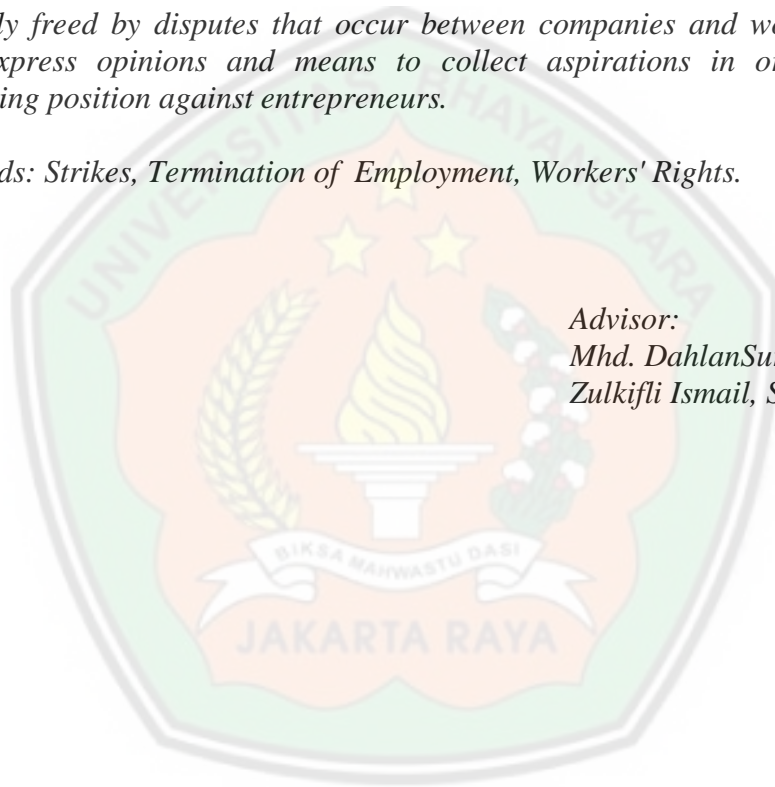 ly freed by disputes that occur between companies and
express opinions and means to collect aspirations in
ing position against entrepreneurs.
ds: Strikes, Termination of Employment, Workers' Rights.
UNIVERSITAS BHAYANGKARA
Advisor:
Mhd. DahlanSu
Zulkifli Ismail, S
BIKSA MAHWASTU DASI
JAKARTA RAYA